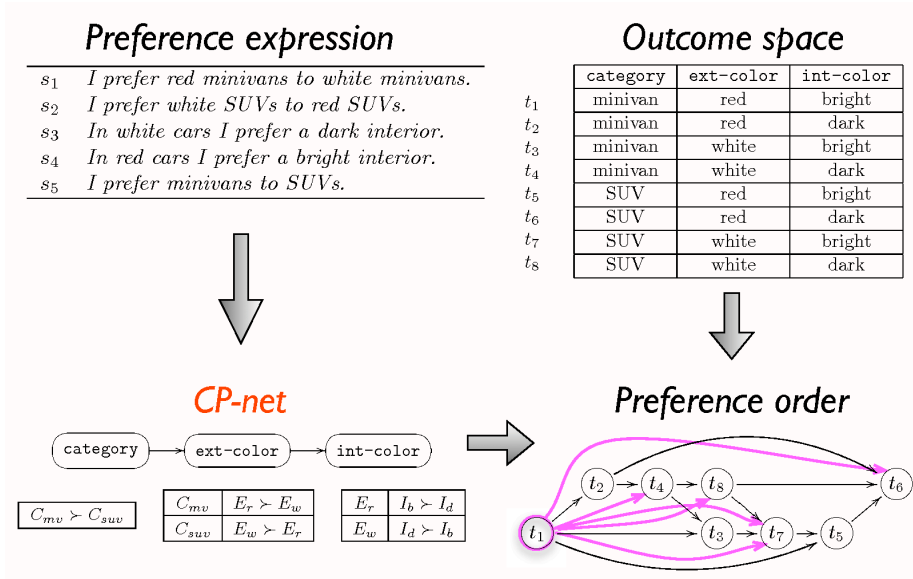 Preference expression
s1 I prefer red minivans to white minivans.
s2 I prefer white SUVs to red SUVs.
s3 In white cars I prefer a dark interior.
s4 In red cars I prefer a bright interior.
s5 I prefer minivans to SUVs.
Outcome space
category ext-color int-color
t1 minivan red bright
t2 minivan red dark
t3 minivan white bright
t4 minivan white dark
t5 SUV red bright
t6 SUV red dark
t7 SUV white bright
t8 SUV white dark
CP-net
category ext-color int-color
Cmv ≻ Csuv
Cmv Er ≻ Ew
Csuv Ew ≻ Er
Er Ib ≻ Id
Ew Id ≻ Ib
Preference order
t2 t4 t8 t6
t1 t3 t7 t5